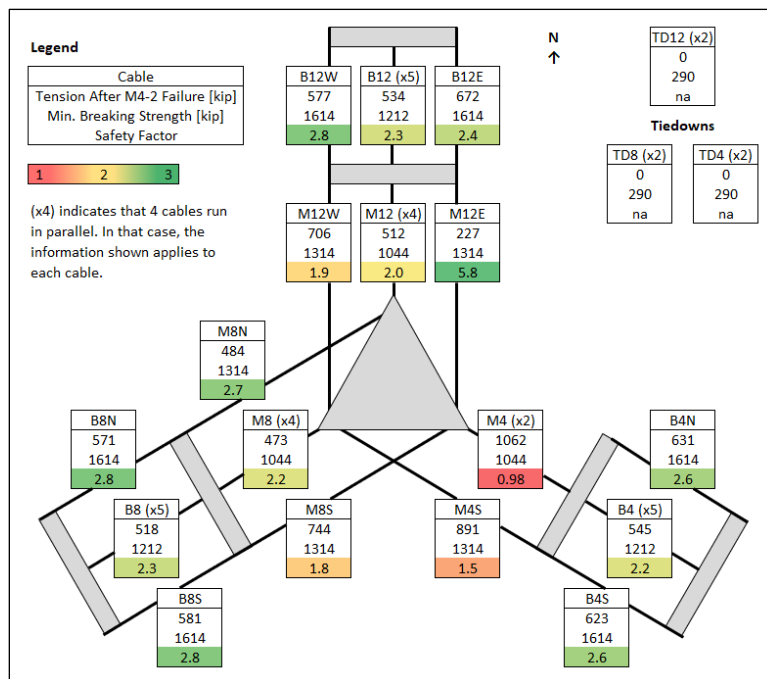 Legend
Cable
Tension After M4-2 Failure [kip]
Min. Breaking Strength [kip]
Safety Factor
1 2 3
(x4) indicates that 4 cables run
in parallel. In that case, the
information shown applies to
each cable.
N
↑
TD12 (x2)
0
290
na
Tiedowns
TD8 (x2)
0
290
na
TD4 (x2)
0
290
na
B12W
577
1614
2.8
B12 (x5)
534
1212
2.3
B12E
672
1614
2.4
M12W
706
1314
1.9
M12 (x4)
512
1044
2.0
M12E
227
1314
5.8
M8N
484
1314
2.7
B8N
571
1614
2.8
M8 (x4)
473
1044
2.2
M4 (x2)
1062
1044
0.98
B4N
631
1614
2.6
B8 (x5)
518
1212
2.3
M8S
744
1314
1.8
M4S
891
1314
1.5
B4 (x5)
545
1212
2.2
B8S
581
1614
2.8
B4S
623
1614
2.6